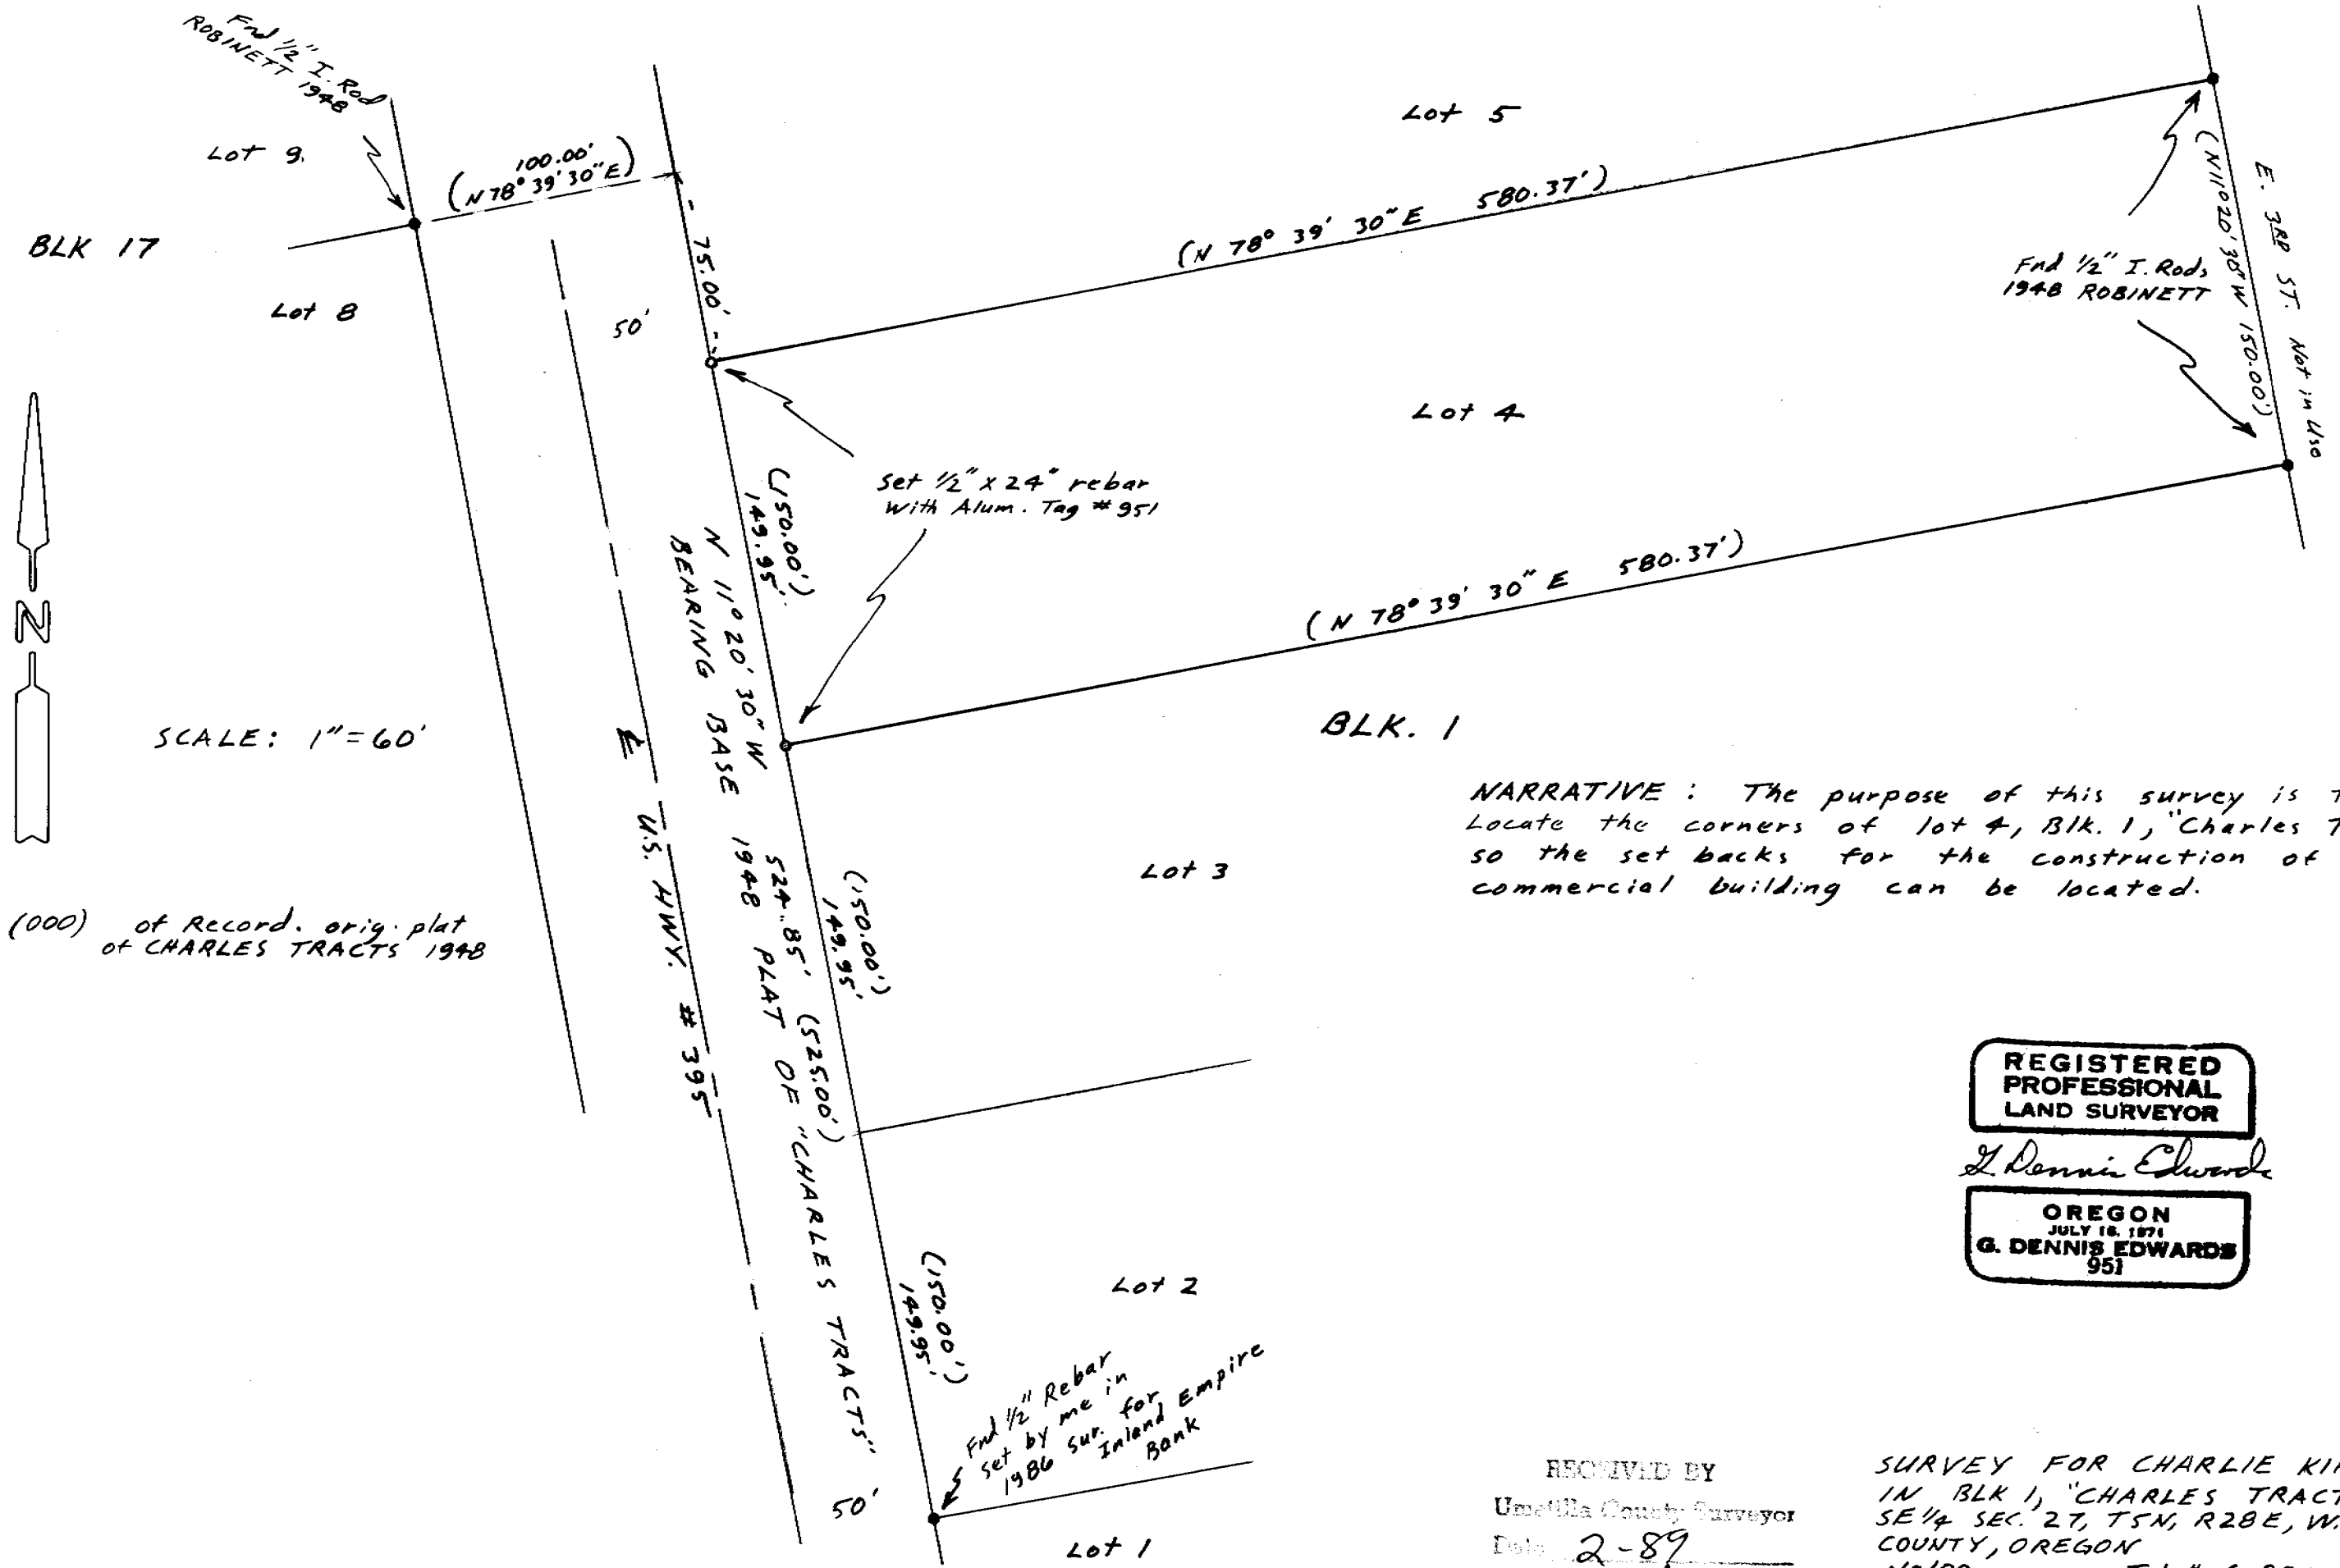 Fnd 1/2" I. Rod
ROBINETT 1948
Lot 9.
100.00'
(N 78° 39' 30" E)
Lot 5
BLK 17
Lot 8
50'
75.00'
(N 78° 39' 30" E 580.37')
(N 11° 20' 30" W 150.00')
E. 3RD ST. Not in Use
Fnd 1/2" I. Rods
1948 ROBINETT
Lot 4
Set 1/2" x 24" rebar
With Alum. Tag # 951
(150.00')
149.95'
N 11° 20' 30" W 524.85' (525.00')
BEARING BASE 1948 PLAT OF "CHARLES TRACTS"
(N 78° 39' 30" E 580.37')
N
SCALE: 1" = 60'
BLK. 1
℄ U.S. HWY. # 395
NARRATIVE : The purpose of this survey is
Locate the corners of lot 4, Blk. 1, "Charles
so the set backs for the construction of
commercial building can be located.
Lot 3
(150.00')
149.95'
(000) of Record. orig. plat
of CHARLES TRACTS 1948
REGISTERED
PROFESSIONAL
LAND SURVEYOR
G Dennis Edwards
OREGON
JULY 16, 1971
G. DENNIS EDWARDS
951
Lot 2
(150.00')
149.95'
Fnd 1/2" Rebar
set by me in
1986 sur. for
Inland Empire
Bank
50'
Lot 1
RECEIVED BY
Umatilla County Surveyor
Date 2-89
SURVEY FOR CHARLIE
IN BLK 1, "CHARLES TRACT
SE 1/4 SEC. 27, T5N, R28E, W.
COUNTY, OREGON